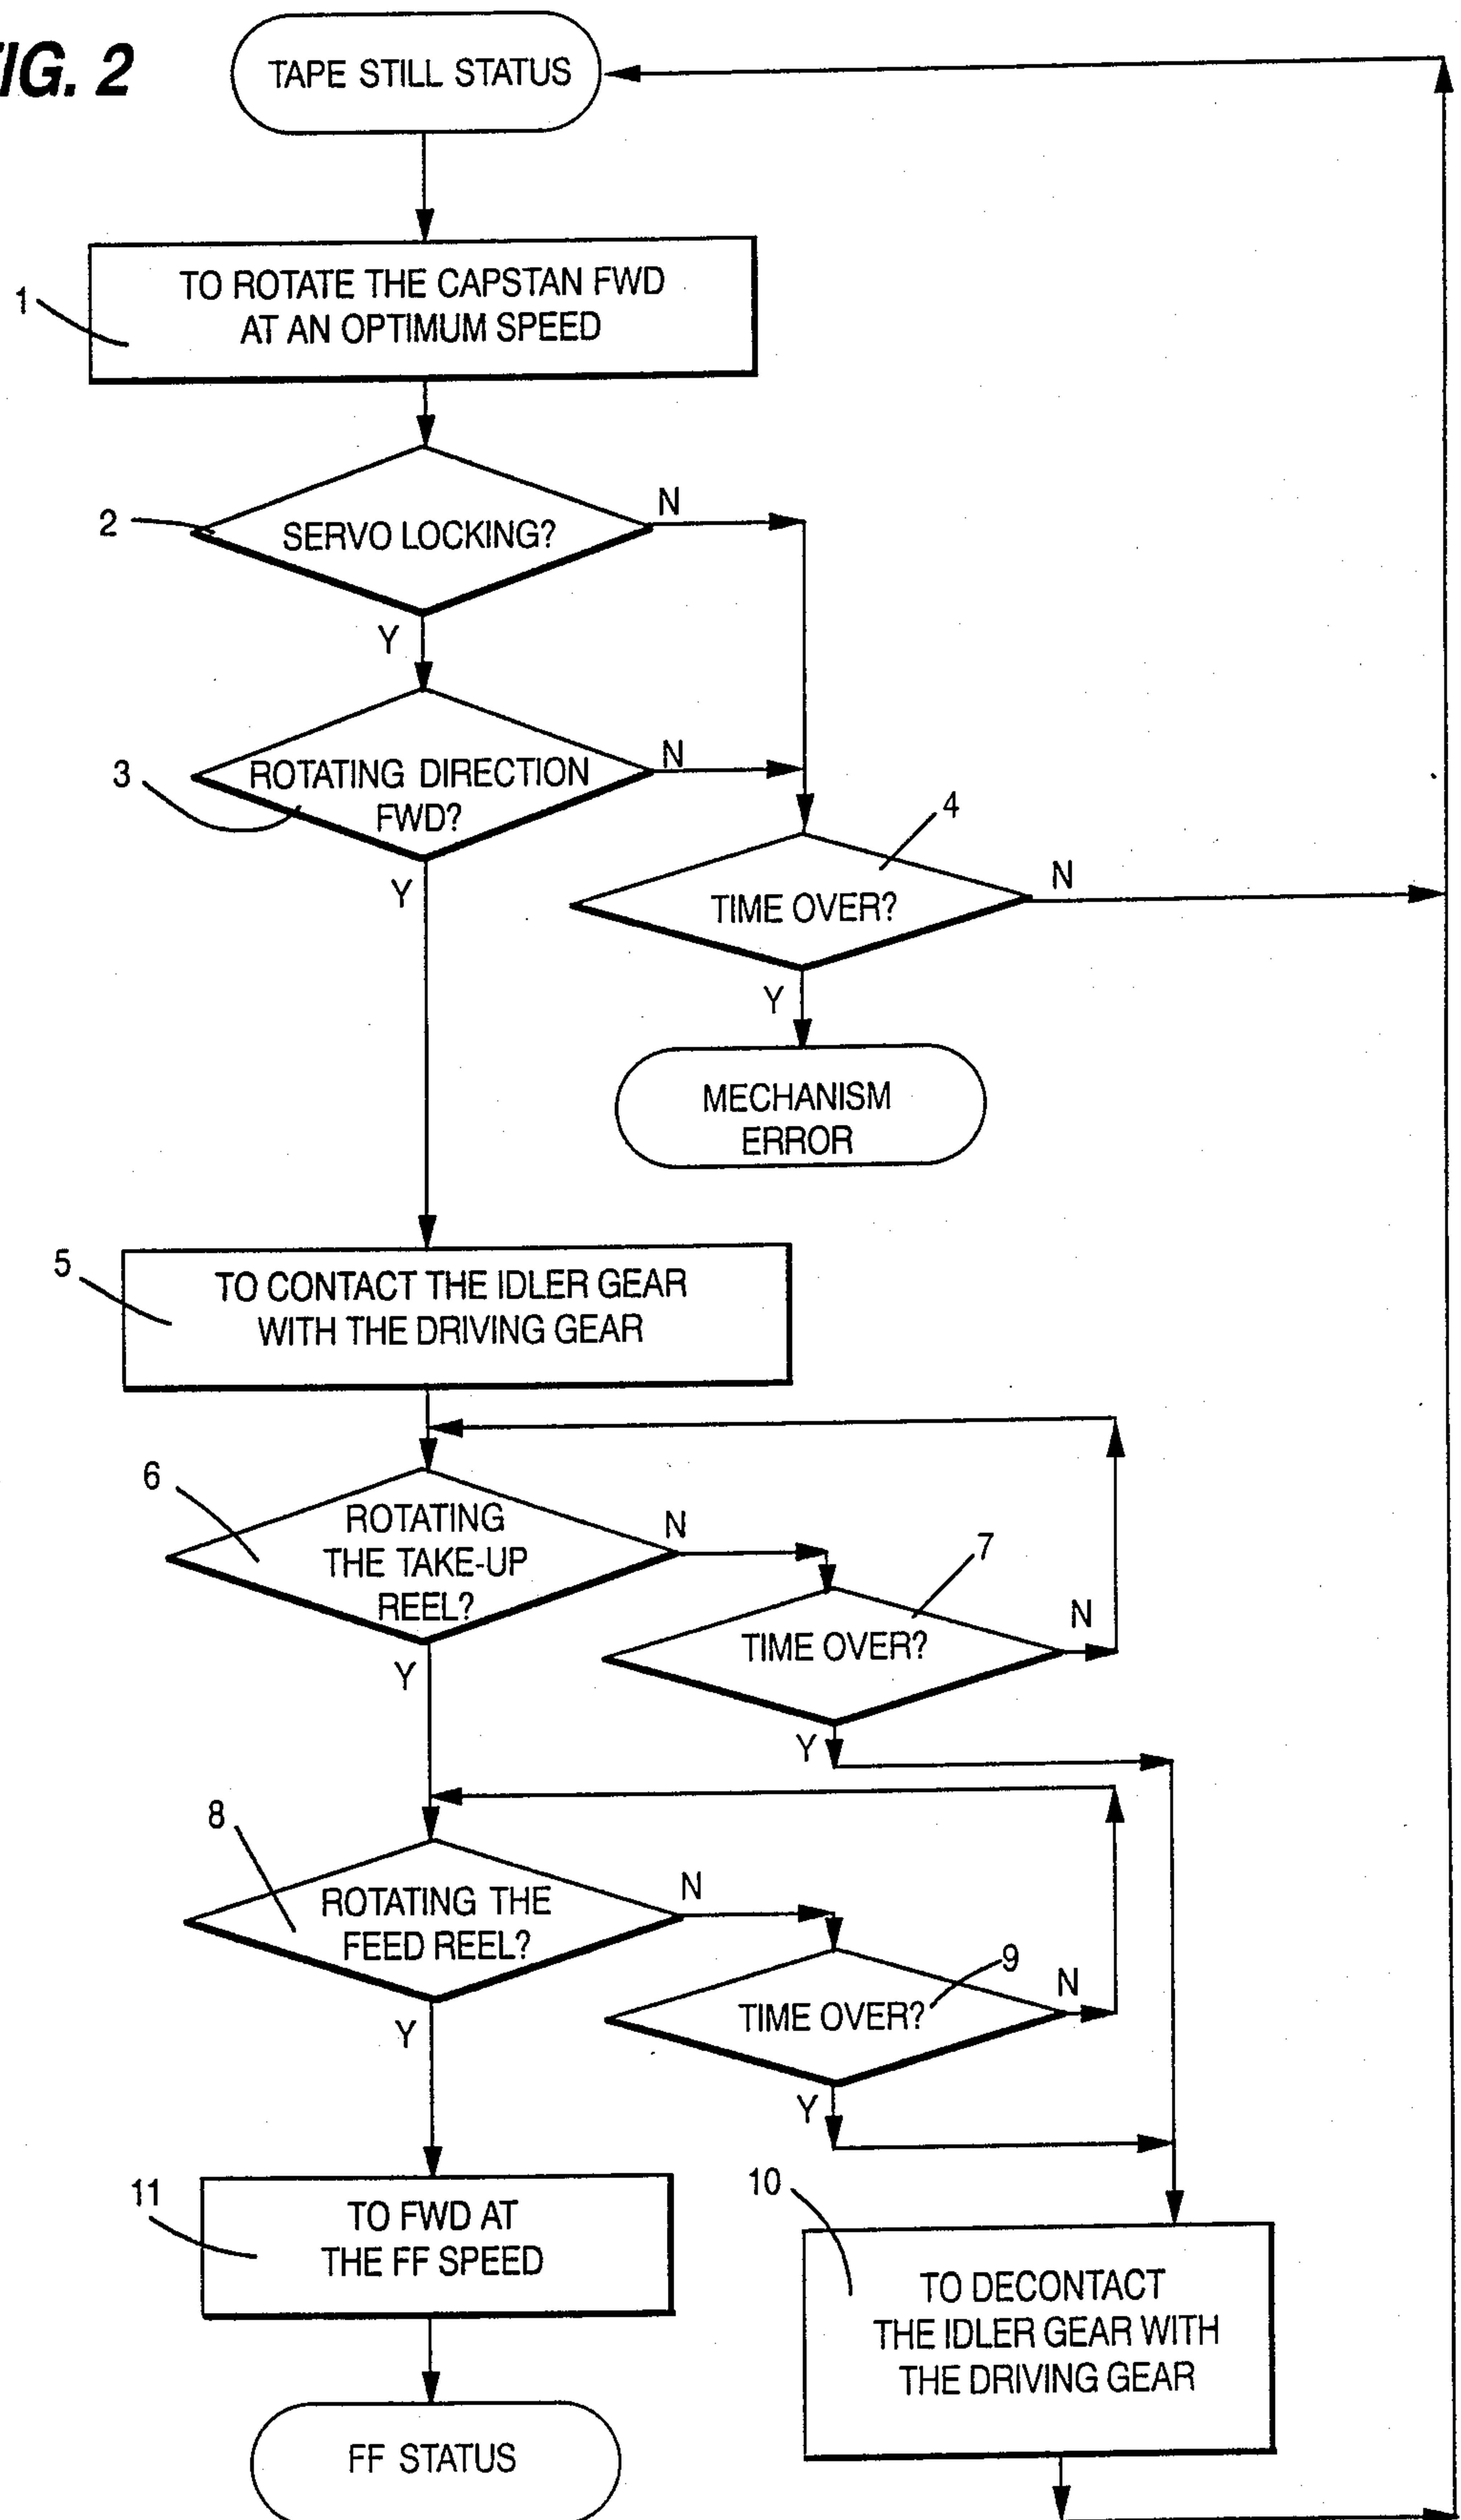 FIG. 2
TAPE STILL STATUS
1
TO ROTATE THE CAPSTAN FWD
AT AN OPTIMUM SPEED
2
SERVO LOCKING?
N
Y
3
ROTATING DIRECTION
FWD?
N
Y
4
TIME OVER?
N
Y
MECHANISM
ERROR
5
TO CONTACT THE IDLER GEAR
WITH THE DRIVING GEAR
6
ROTATING
THE TAKE-UP
REEL?
N
Y
7
TIME OVER?
N
Y
8
ROTATING THE
FEED REEL?
N
Y
9
TIME OVER?
N
Y
11
TO FWD AT
THE FF SPEED
10
TO DECONTACT
THE IDLER GEAR WITH
THE DRIVING GEAR
FF STATUS